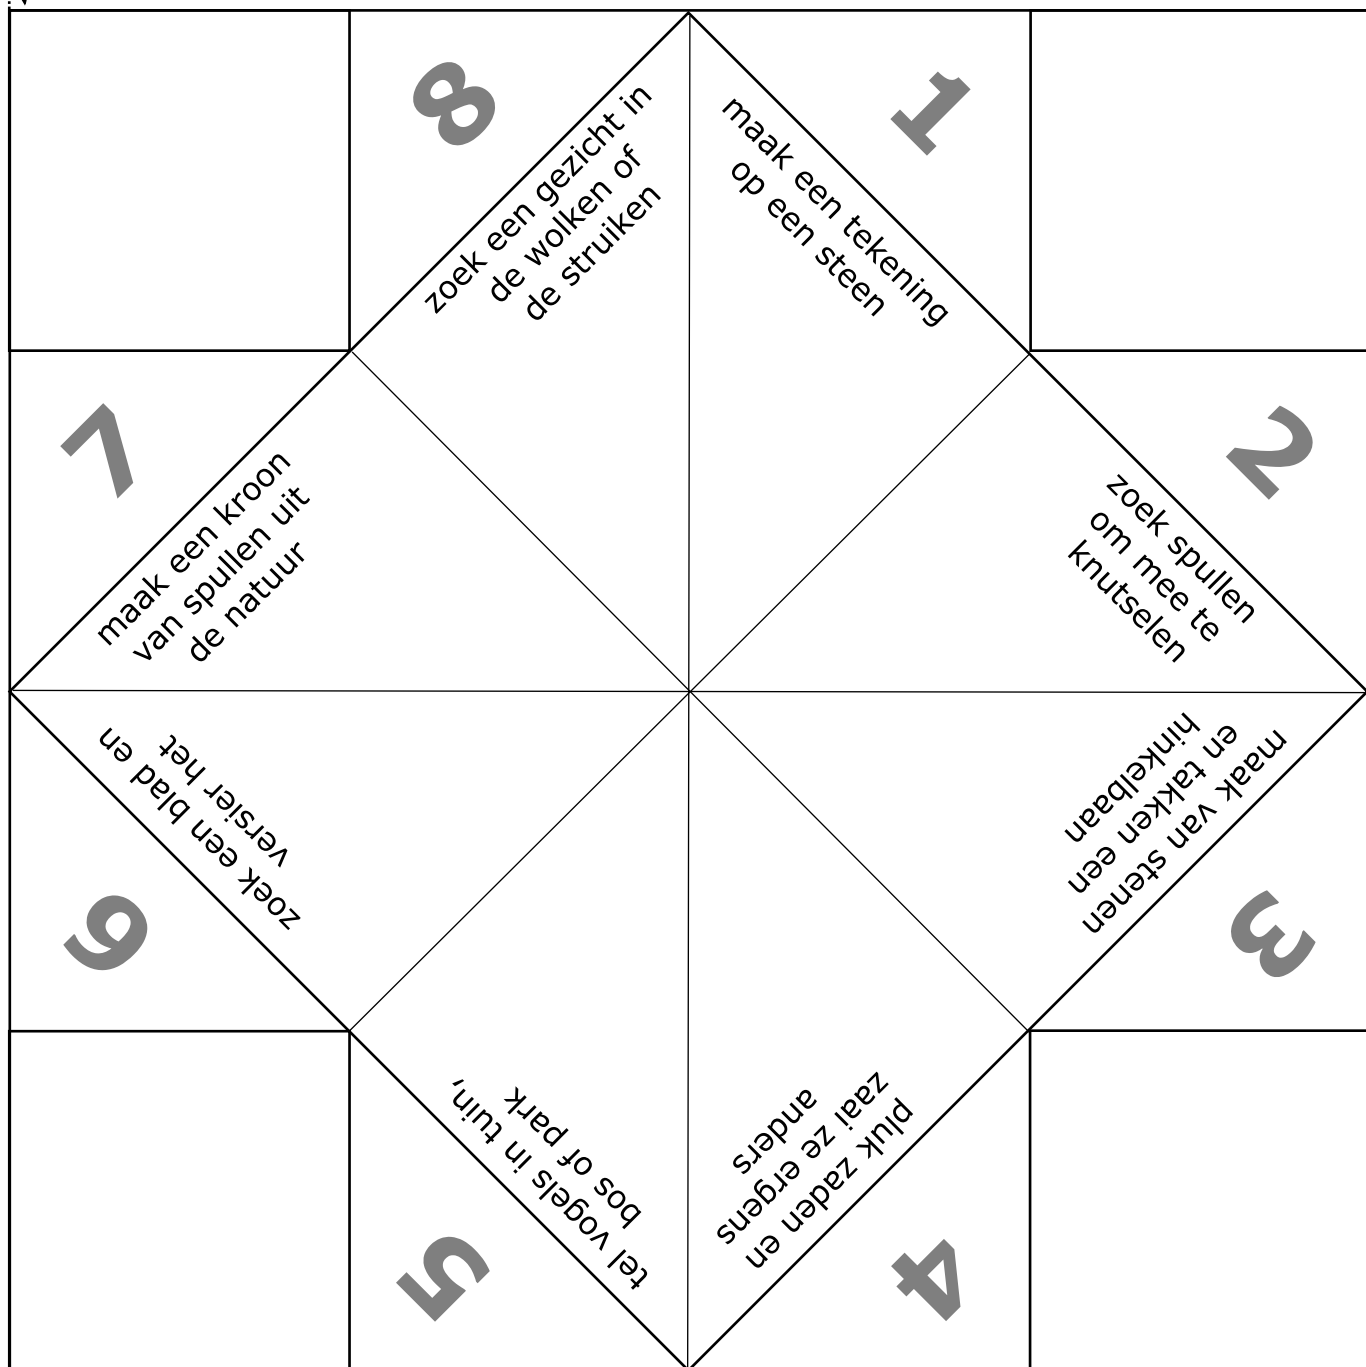 8
zoek een gezicht in
de wolken of
de struiken
1
maak een tekening
op een steen
2
zoek spullen
om mee te
knutselen
3
maak van stenen
en takken een
hinkelbaan
4
pluk zaden en
zaai ze ergens
anders
5
tel vogels in tuin,
bos of park
6
zoek een blad en
versier het
7
maak een kroon
van spullen uit
de natuur